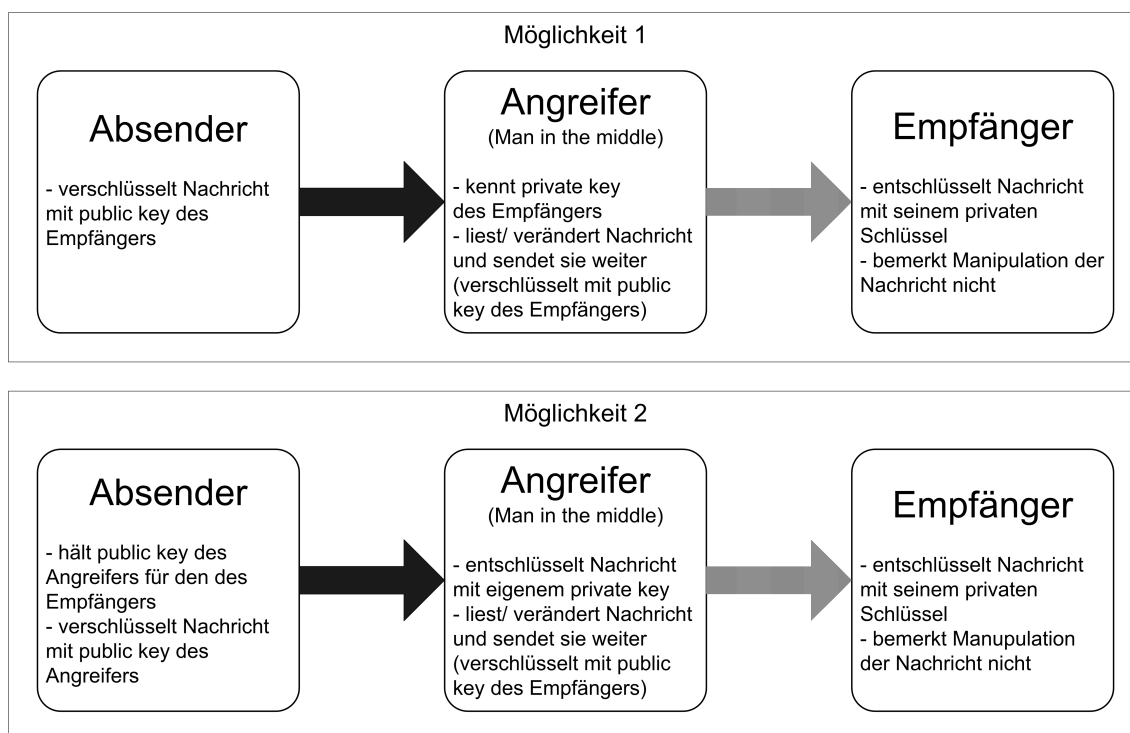 Möglichkeit 1
Absender
- verschlüsselt Nachricht
mit public key des
Empfängers
Angreifer
(Man in the middle)
- kennt private key
des Empfängers
- liest/ verändert Nachricht
und sendet sie weiter
(verschlüsselt mit public
key des Empfängers)
Empfänger
- entschlüsselt Nachricht
mit seinem privaten
Schlüssel
- bemerkt Manipulation der
Nachricht nicht
Möglichkeit 2
Absender
- hält public key des
Angreifers für den des
Empfängers
- verschlüsselt Nachricht
mit public key des
Angreifers
Angreifer
(Man in the middle)
- entschlüsselt Nachricht
mit eigenem private key
- liest/ verändert Nachricht
und sendet sie weiter
(verschlüsselt mit public
key des Empfängers)
Empfänger
- entschlüsselt Nachricht
mit seinem privaten
Schlüssel
- bemerkt Manupulation
der Nachricht nicht